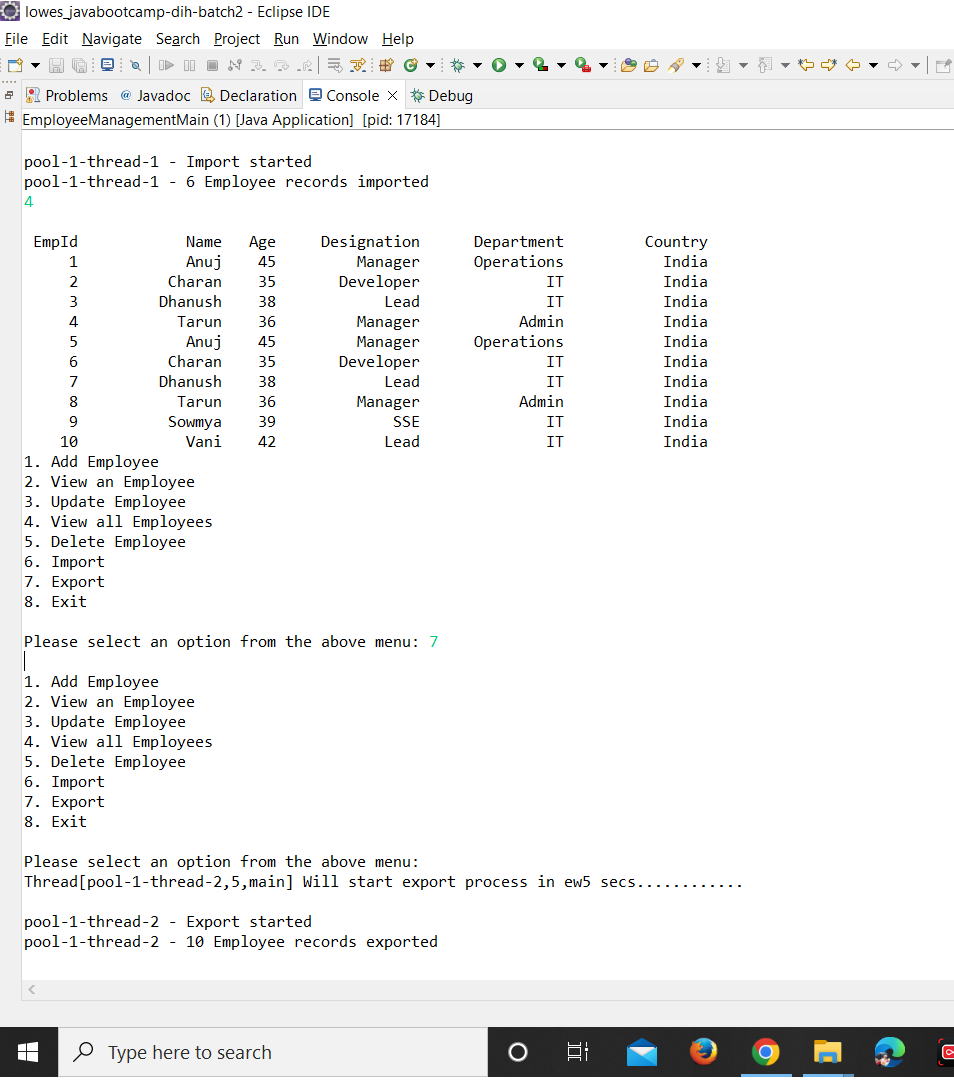 lowes_javabootcamp-dih-batch2 - Eclipse IDE
File Edit Navigate Search Project Run Window Help
Problems @ Javadoc Declaration Console Debug
EmployeeManagementMain (1) [Java Application] [pid: 17184]
pool-1-thread-1 - Import started
pool-1-thread-1 - 6 Employee records imported
4
EmpId Name Age Designation Department Country
1 Anuj 45 Manager Operations India
2 Charan 35 Developer IT India
3 Dhanush 38 Lead IT India
4 Tarun 36 Manager Admin India
5 Anuj 45 Manager Operations India
6 Charan 35 Developer IT India
7 Dhanush 38 Lead IT India
8 Tarun 36 Manager Admin India
9 Sowmya 39 SSE IT India
10 Vani 42 Lead IT India
1. Add Employee
2. View an Employee
3. Update Employee
4. View all Employees
5. Delete Employee
6. Import
7. Export
8. Exit
Please select an option from the above menu: 7
1. Add Employee
2. View an Employee
3. Update Employee
4. View all Employees
5. Delete Employee
6. Import
7. Export
8. Exit
Please select an option from the above menu:
Thread[pool-1-thread-2,5,main] Will start export process in ew5 secs............
pool-1-thread-2 - Export started
pool-1-thread-2 - 10 Employee records exported
Type here to search